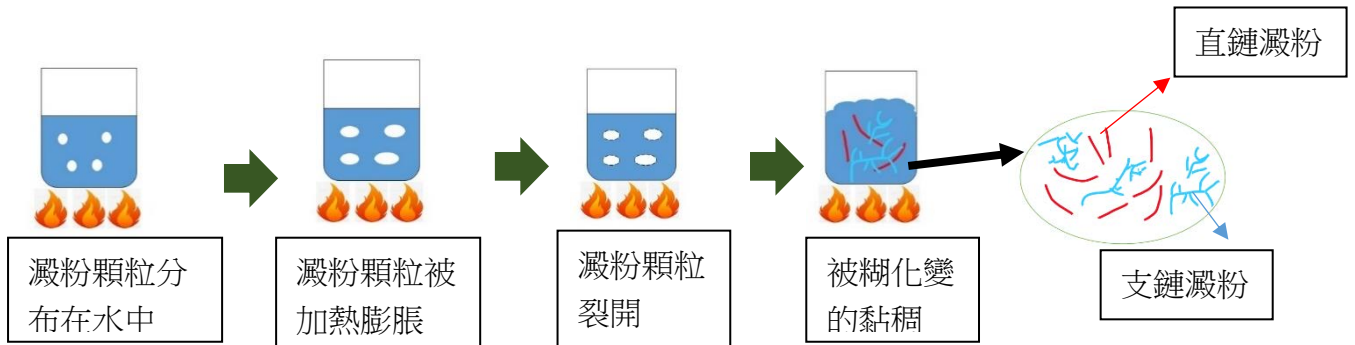 直鏈澱粉
澱粉顆粒分
布在水中
澱粉顆粒被
加熱膨脹
澱粉顆粒
裂開
被糊化變
的黏稠
支鏈澱粉